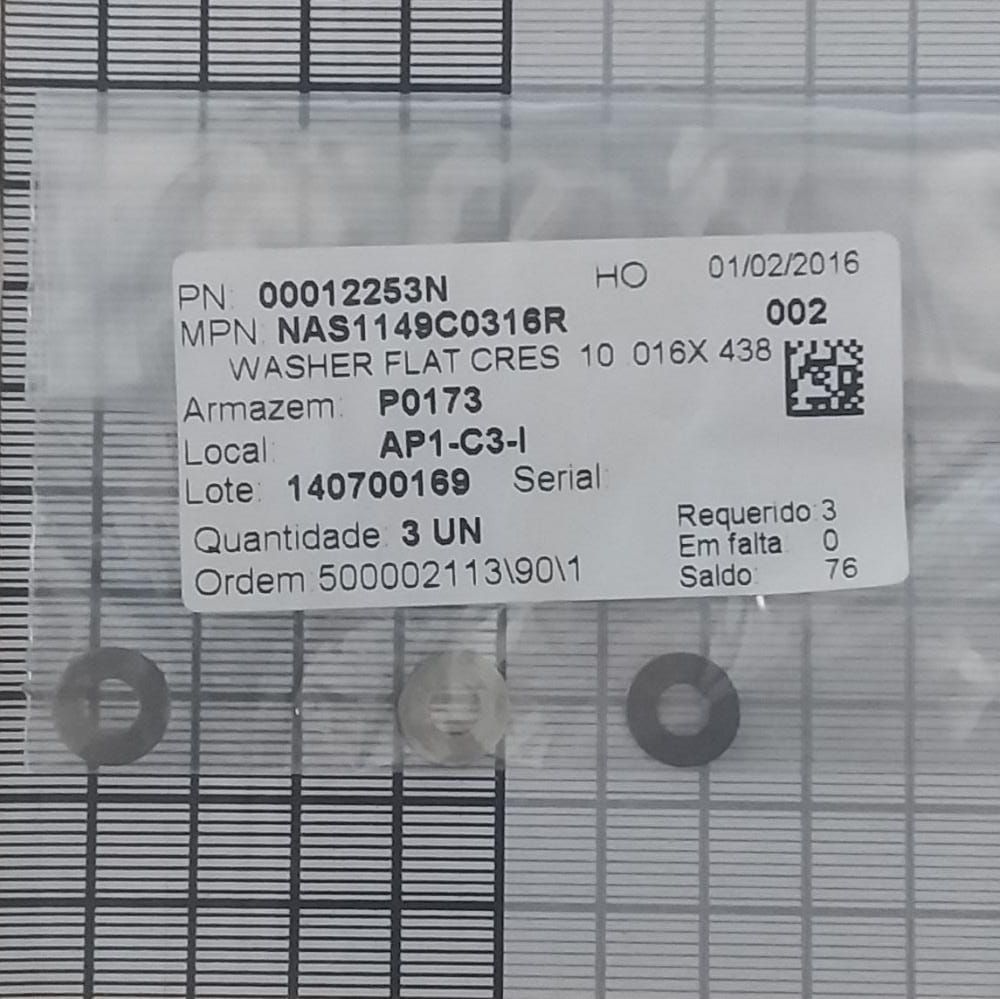 PN: 00012253N HO 01/02/2016
MPN: NAS1149C0316R 002
WASHER FLAT CRES 10 016X 438
Armazem: P0173
Local: AP1-C3-I
Lote: 140700169 Serial:
Quantidade: 3 UN
Requerido: 3
Em falta 0
Ordem 500002113\90\1
Saldo: 76